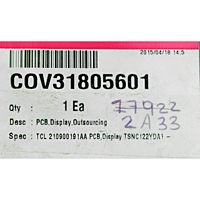 2015/04/18 14:5
COV31805601
Qty : 1 Ea
77922
2A33
Desc : PCB,Display,Outsourcing
Spec : TCL 210900191AA PCB,Display TSNC122YDA1 -